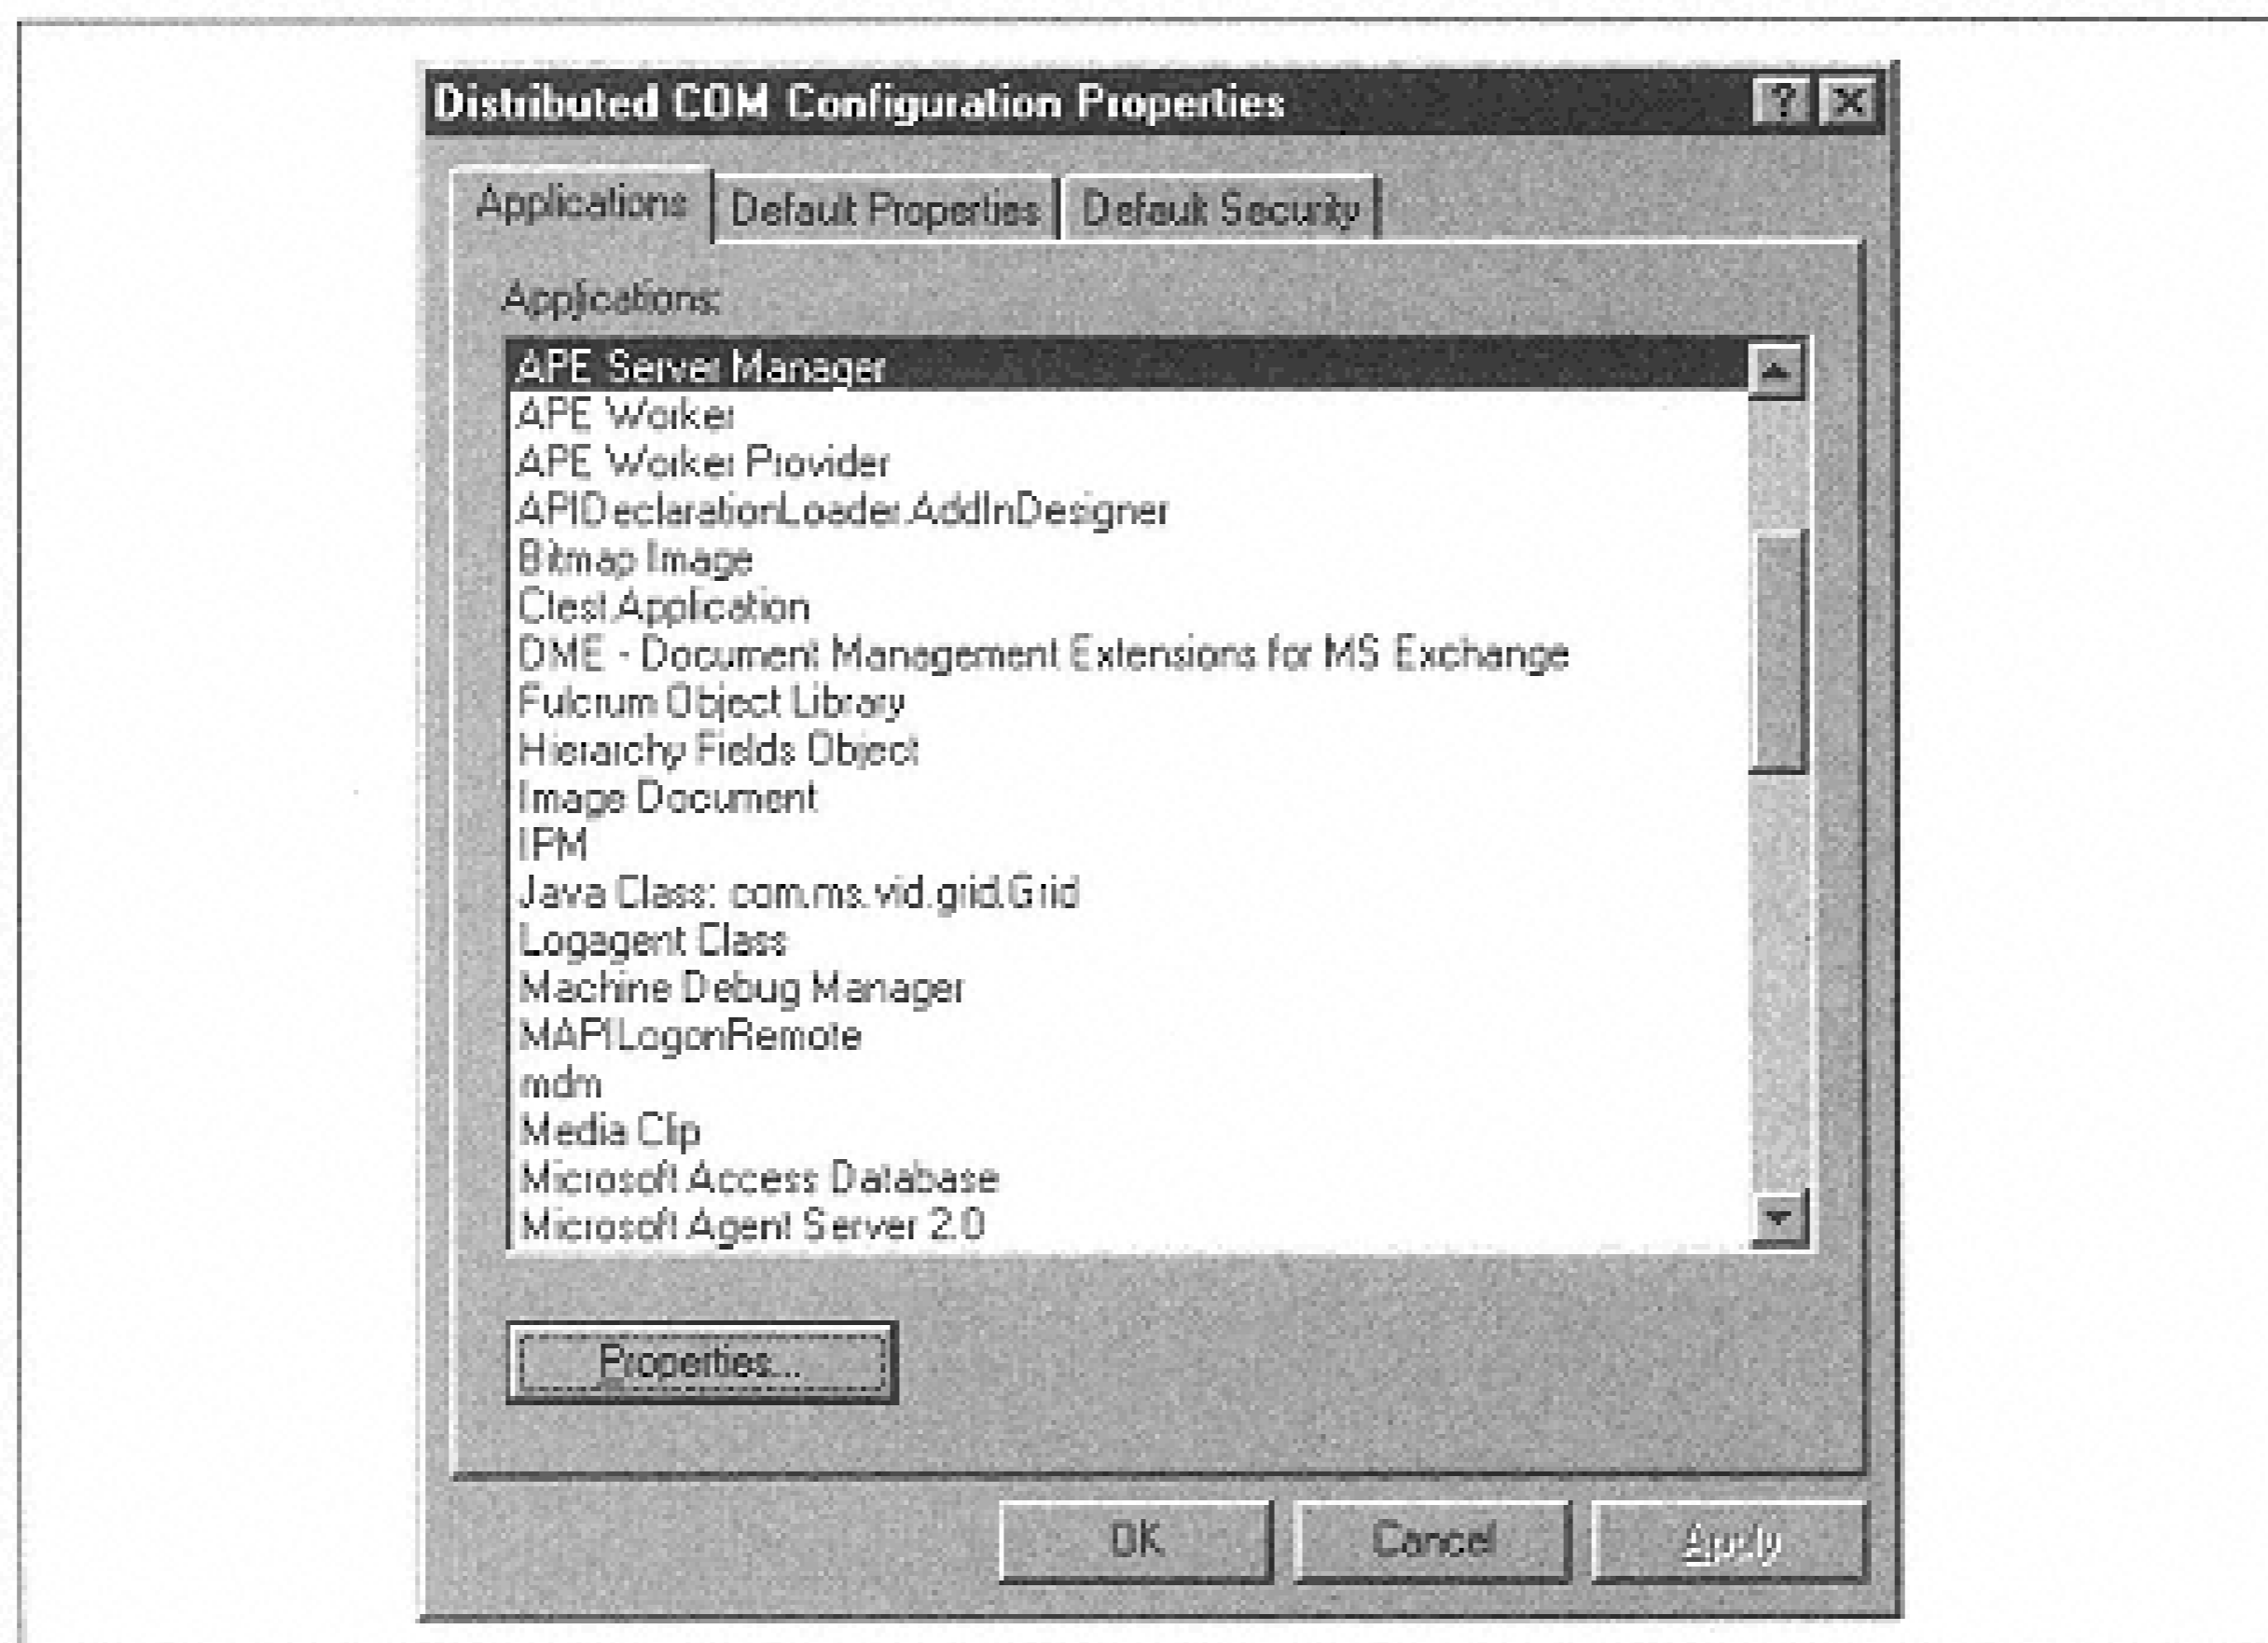 Distributed COM Configuration Properties
Applications
Default Properties
Default Security
Applications:
APE Server Manager
APE Worker
APE Worker Provider
APIDeclarationLoader.AddInDesigner
Bitmap Image
Ctest.Application
DME - Document Management Extensions for MS Exchange
Fulcrum Object Library
Hierarchy Fields Object
Image Document
IPM
Java Class: com.ms.vid.grid.Grid
Logagent Class
Machine Debug Manager
MAPILogonRemote
mdm
Media Clip
Microsoft Access Database
Microsoft Agent Server 2.0
Properties...
OK
Cancel
Apply